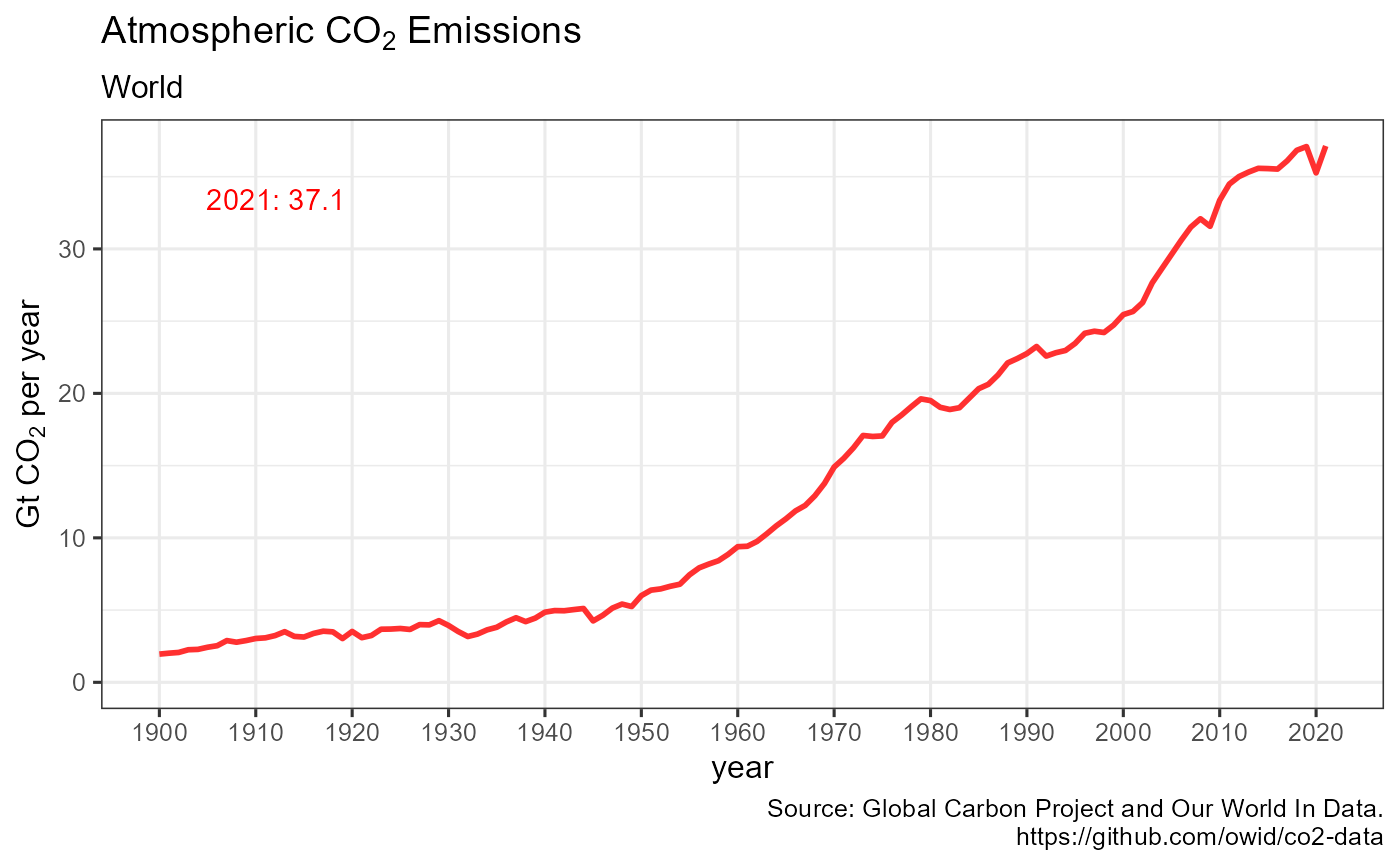 Atmospheric CO₂ Emissions
World
2021: 37.1
Gt CO₂ per year
30
20
10
0
1900 1910 1920 1930 1940 1950 1960 1970 1980 1990 2000 2010 2020
year
Source: Global Carbon Project and Our World In Data.
https://github.com/owid/co2-data